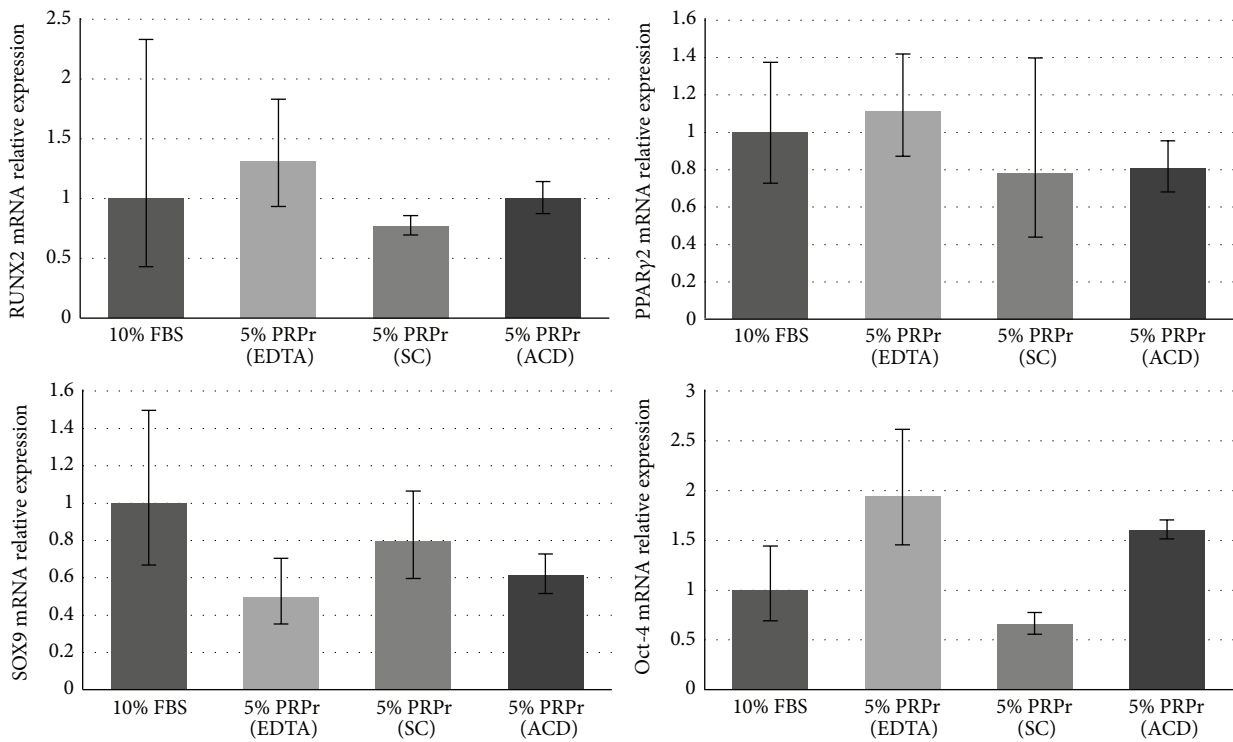 RUNX2 mRNA relative expression
2.5
2
1.5
1
0.5
0
10% FBS
5% PRPr
(EDTA)
5% PRPr
(SC)
5% PRPr
(ACD)
PPARγ2 mRNA relative expression
1.6
1.4
1.2
1
0.8
0.6
0.4
0.2
0
10% FBS
5% PRPr
(EDTA)
5% PRPr
(SC)
5% PRPr
(ACD)
SOX9 mRNA relative expression
1.6
1.4
1.2
1
0.8
0.6
0.4
0.2
0
10% FBS
5% PRPr
(EDTA)
5% PRPr
(SC)
5% PRPr
(ACD)
Oct-4 mRNA relative expression
3
2.5
2
1.5
1
0.5
0
10% FBS
5% PRPr
(EDTA)
5% PRPr
(SC)
5% PRPr
(ACD)